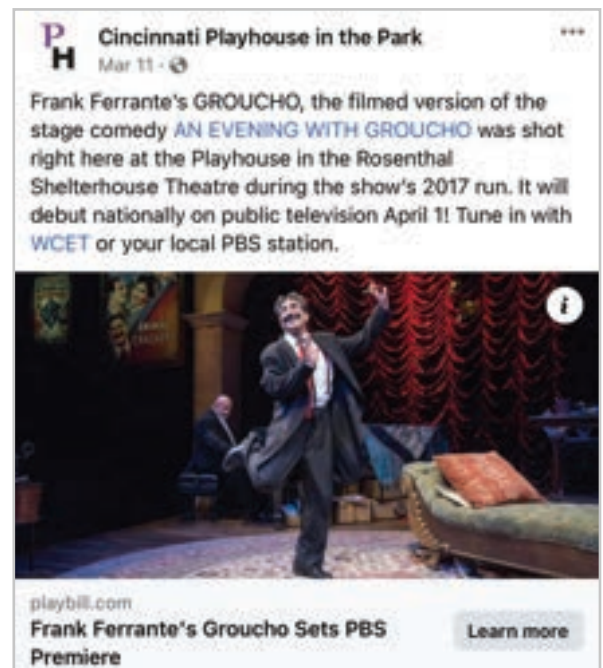 PH
Cincinnati Playhouse in the Park
Mar 11 ·
Frank Ferrante's GROUCHO, the filmed version of the
stage comedy AN EVENING WITH GROUCHO was shot
right here at the Playhouse in the Rosenthal
Shelterhouse Theatre during the show's 2017 run. It will
debut nationally on public television April 1! Tune in with
WCET or your local PBS station.
ANIMAL
CRACKERS
i
playbill.com
Frank Ferrante's Groucho Sets PBS
Premiere
Learn more